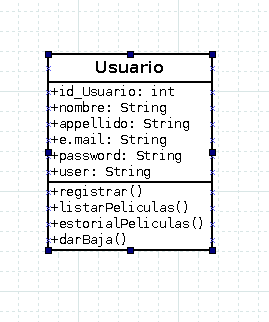 Usuario
+id_Usuario: int
+nombre: String
+appellido: String
+e.mail: String
+password: String
+user: String
+registrar()
+listarPeliculas()
+estorialPeliculas()
+darBaja()